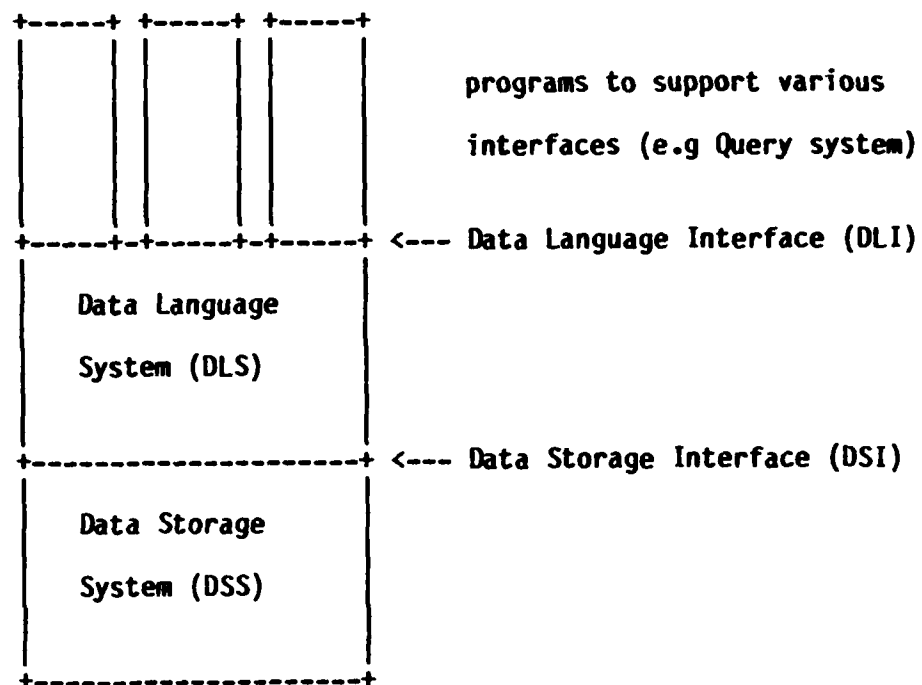 programs to support various
interfaces (e.g Query system)
<--- Data Language Interface (DLI)
Data Language
System (DLS)
<--- Data Storage Interface (DSI)
Data Storage
System (DSS)